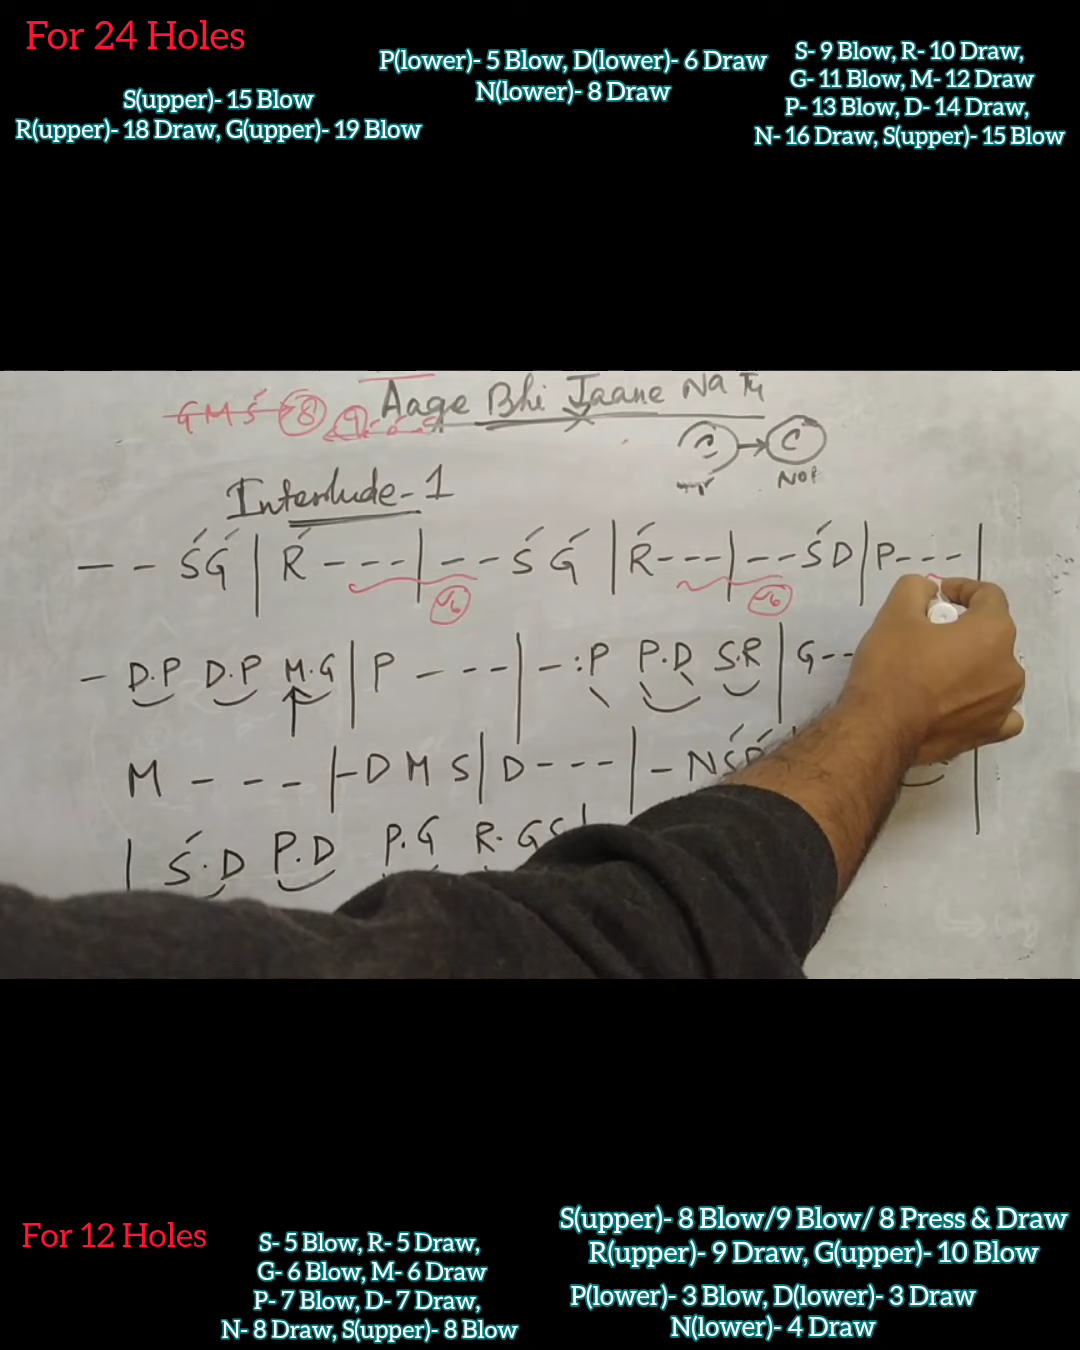 For 24 Holes
S(upper)- 15 Blow
R(upper)- 18 Draw, G(upper)- 19 Blow
P(lower)- 5 Blow, D(lower)- 6 Draw
N(lower)- 8 Draw
S- 9 Blow, R- 10 Draw,
G- 11 Blow, M- 12 Draw
P- 13 Blow, D- 14 Draw,
N- 16 Draw, S(upper)- 15 Blow
Aage Bhi Jaane Na Tu
G M Ś 8 9
C → C
Interlude-1
- - Ś Ǵ | Ŕ - - - | - - Ś Ǵ | Ŕ - - - | - - Ś D | P - - - |
- D.P D.P M.G | P - - - | - :P P.D S.R | G - -
M - - - | - D M S | D - - - | - N Ś
| Ś.D P.D P.G R.G S
For 12 Holes
S- 5 Blow, R- 5 Draw,
G- 6 Blow, M- 6 Draw
P- 7 Blow, D- 7 Draw,
N- 8 Draw, S(upper)- 8 Blow
S(upper)- 8 Blow/9 Blow/ 8 Press & Draw
R(upper)- 9 Draw, G(upper)- 10 Blow
P(lower)- 3 Blow, D(lower)- 3 Draw
N(lower)- 4 Draw